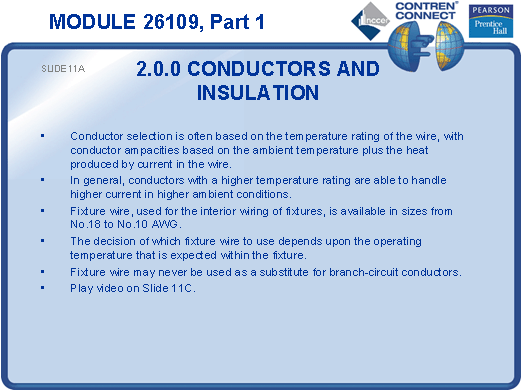 MODULE 26109, Part 1
nccer
CONTREN®
CONNECT
PEARSON
Prentice
Hall
SLIDE 11A
2.0.0 CONDUCTORS AND
INSULATION
• Conductor selection is often based on the temperature rating of the wire, with
conductor ampacities based on the ambient temperature plus the heat
produced by current in the wire.
• In general, conductors with a higher temperature rating are able to handle
higher current in higher ambient conditions.
• Fixture wire, used for the interior wiring of fixtures, is available in sizes from
No.18 to No.10 AWG.
• The decision of which fixture wire to use depends upon the operating
temperature that is expected within the fixture.
• Fixture wire may never be used as a substitute for branch-circuit conductors.
• Play video on Slide 11C.